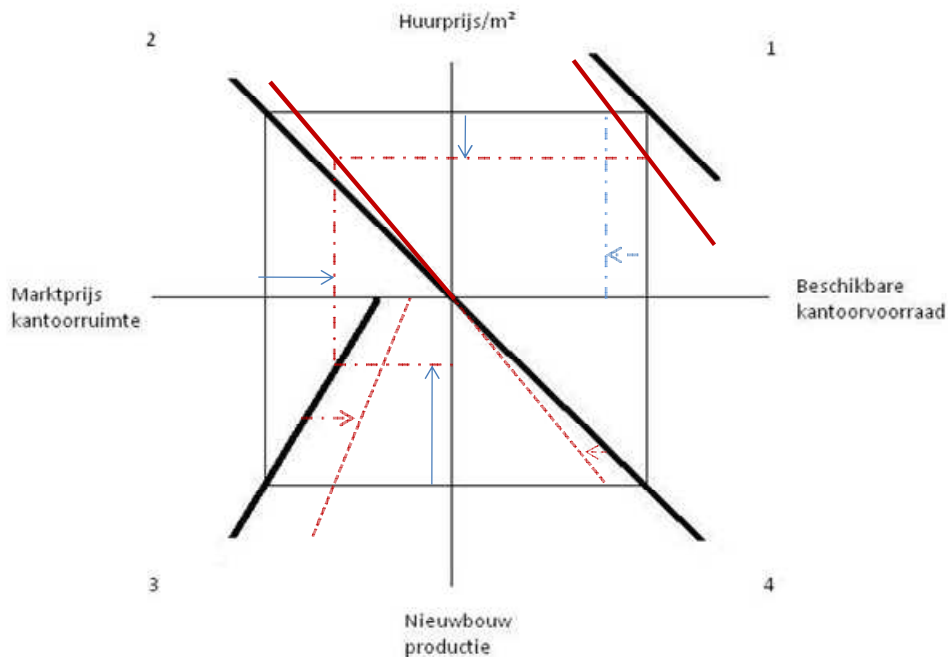 2
Huurprijs/m²
1
Marktprijs
kantoorruimte
Beschikbare
kantoorvoorraad
3
4
Nieuwbouw
productie